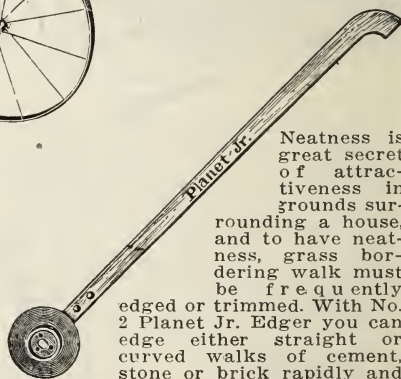 Planet Jr.
Neatness is
great secret
of attrac-
tiveness in
grounds sur-
rounding a house,
and to have neat-
ness, grass bor-
dering walk must
be frequently
edged or trimmed. With No.
2 Planet Jr. Edger you can
edge either straight or
curved walks of cement,
stone or brick rapidly and